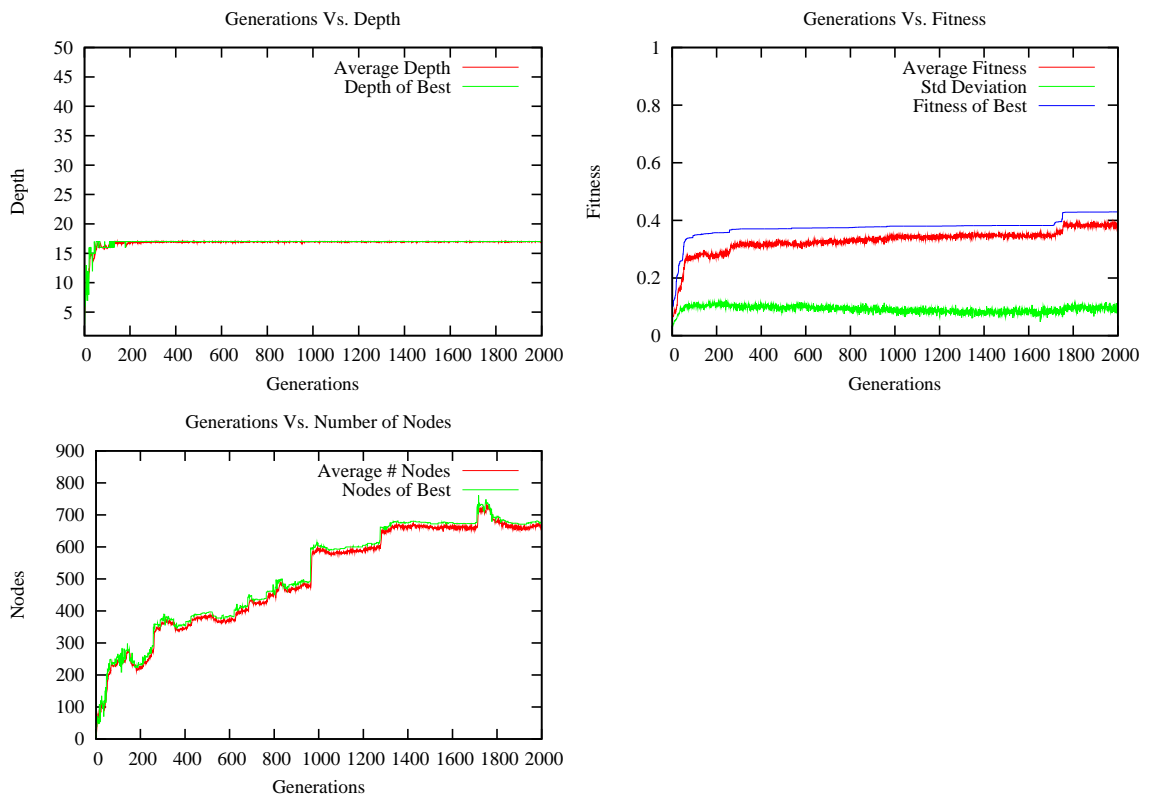 Generations Vs. Depth
50
45
40
35
30
25
20
15
10
5
Depth
Average Depth
Depth of Best
0 200 400 600 800 1000 1200 1400 1600 1800 2000
Generations
Generations Vs. Fitness
1
0.8
0.6
0.4
0.2
0
Fitness
Average Fitness
Std Deviation
Fitness of Best
0 200 400 600 800 1000 1200 1400 1600 1800 2000
Generations
Generations Vs. Number of Nodes
900
800
700
600
500
400
300
200
100
0
Nodes
Average # Nodes
Nodes of Best
0 200 400 600 800 1000 1200 1400 1600 1800 2000
Generations